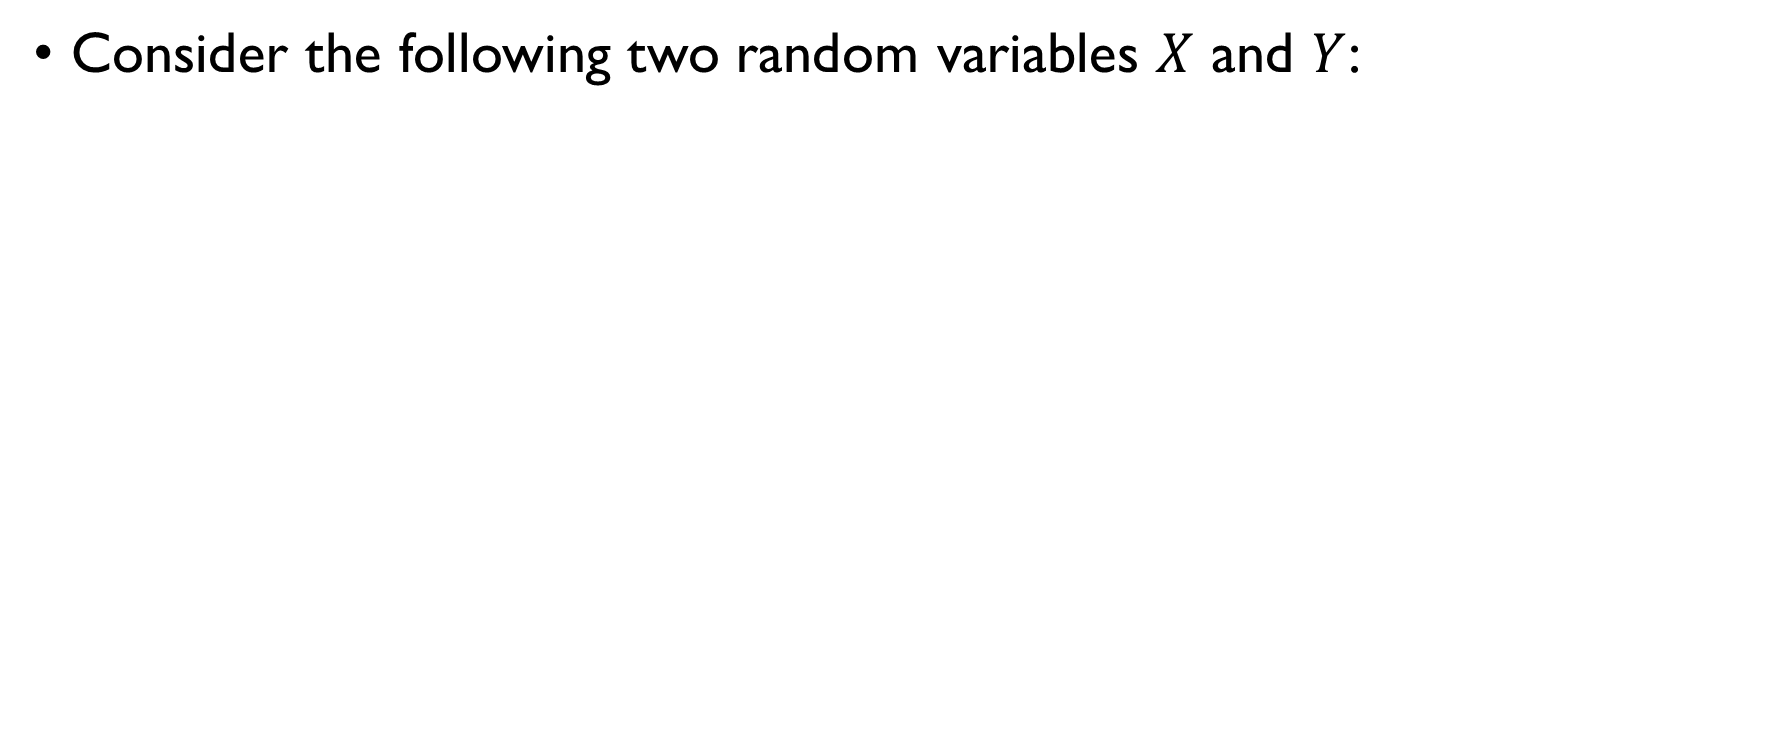 • Consider the following two random variables X and Y: